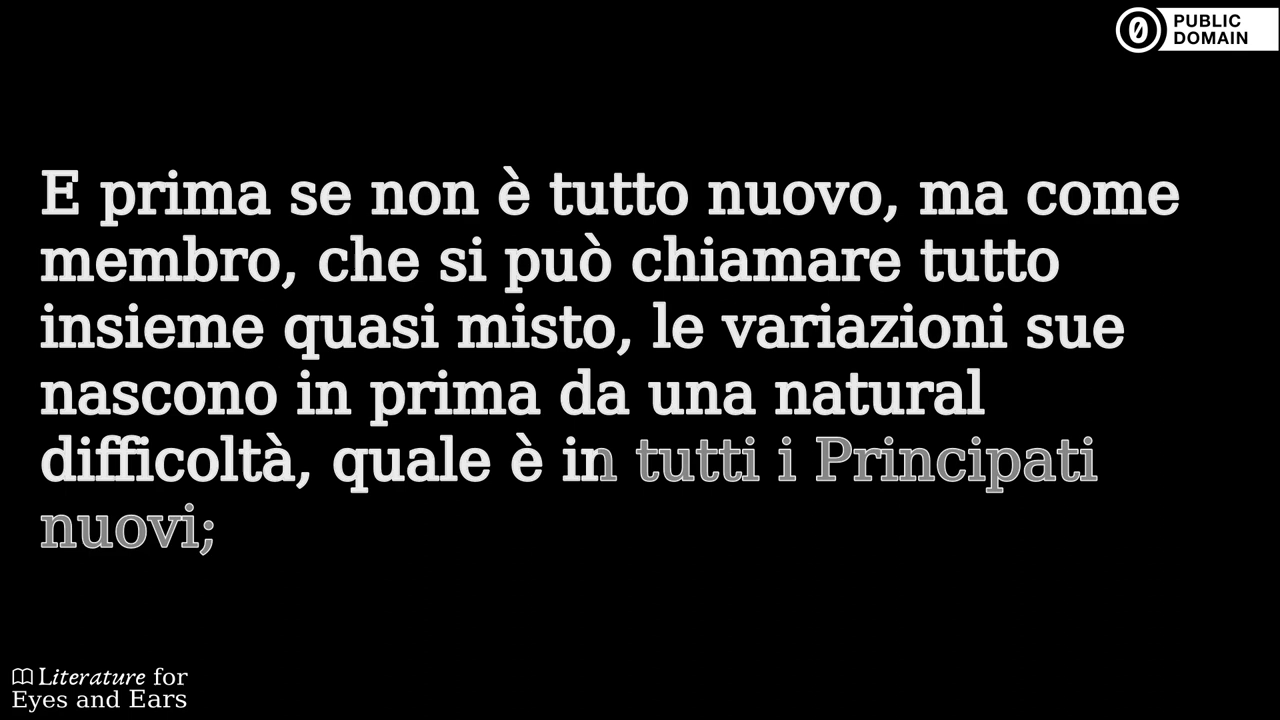 PUBLIC
DOMAIN
E prima se non è tutto nuovo, ma come
membro, che si può chiamare tutto
insieme quasi misto, le variazioni sue
nascono in prima da una natural
difficoltà, quale è in tutti i Principati
nuovi;
Literature for
Eyes and Ears